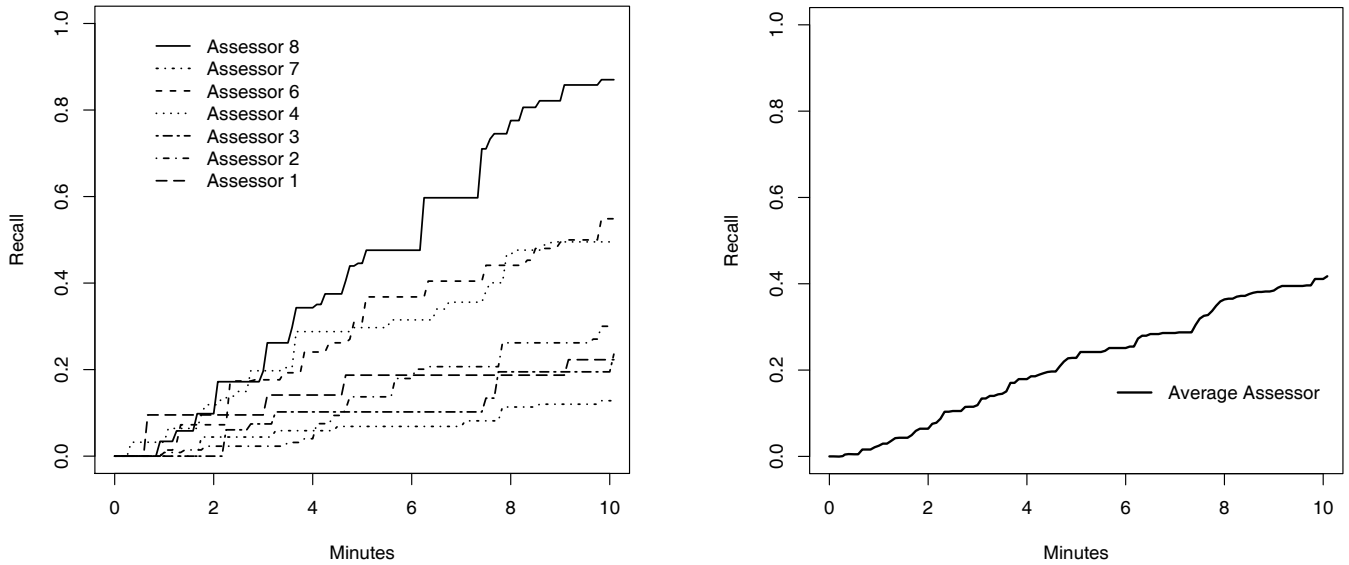 Recall
1.0
0.8
0.6
0.4
0.2
0.0
Assessor 8
Assessor 7
Assessor 6
Assessor 4
Assessor 3
Assessor 2
Assessor 1
0 2 4 6 8 10
Minutes
Recall
1.0
0.8
0.6
0.4
0.2
0.0
Average Assessor
0 2 4 6 8 10
Minutes